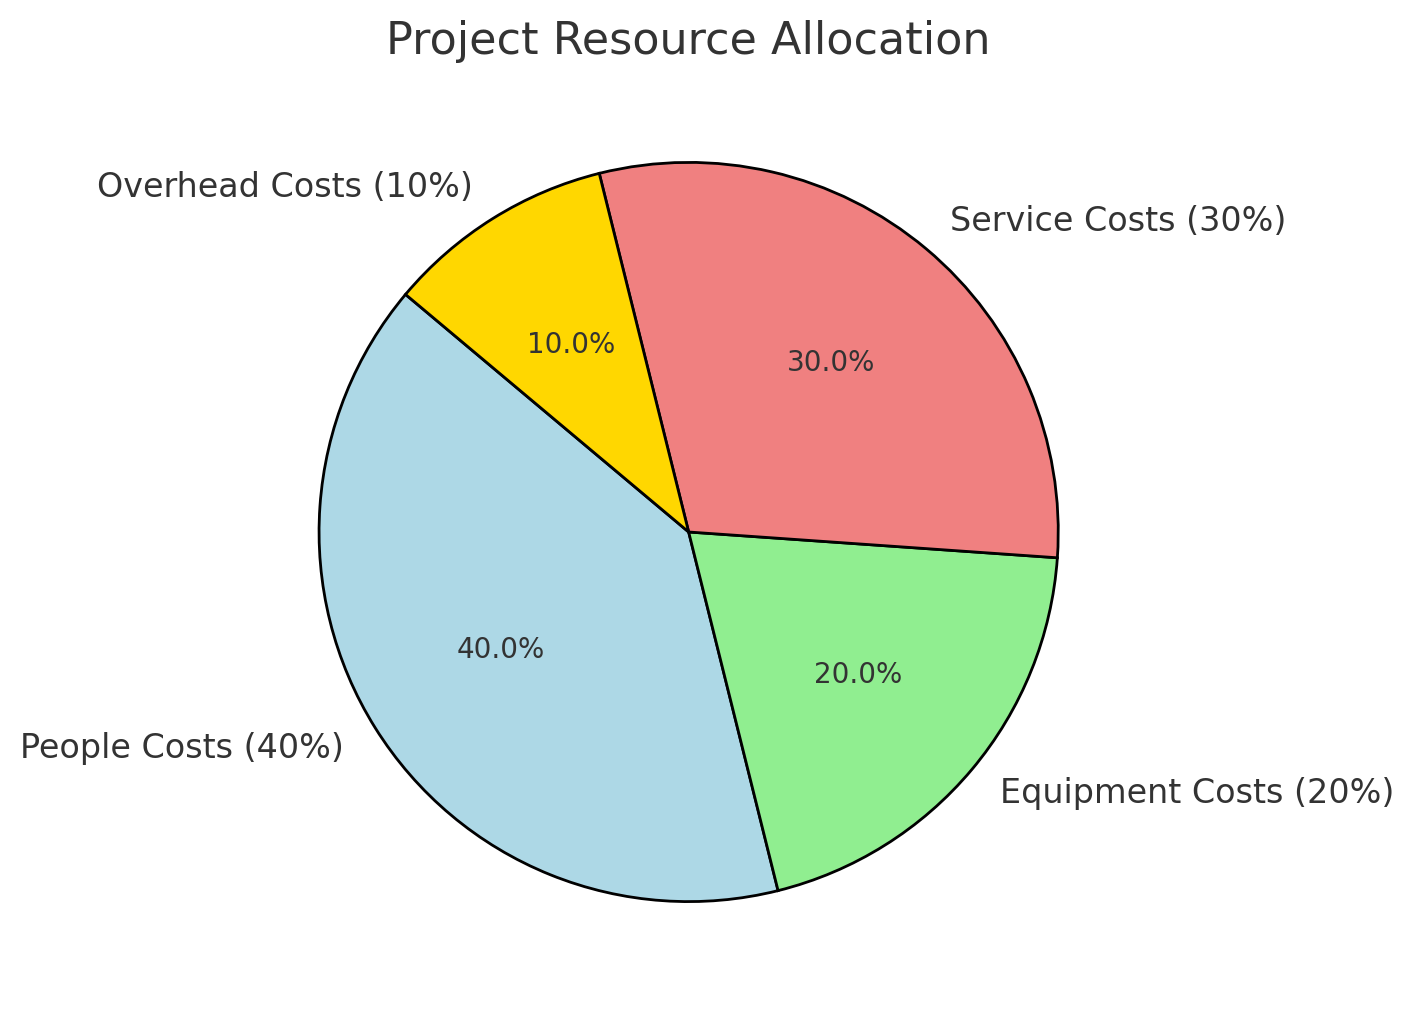 Project Resource Allocation
Overhead Costs (10%)
Service Costs (30%)
10.0%
30.0%
40.0%
20.0%
People Costs (40%)
Equipment Costs (20%)